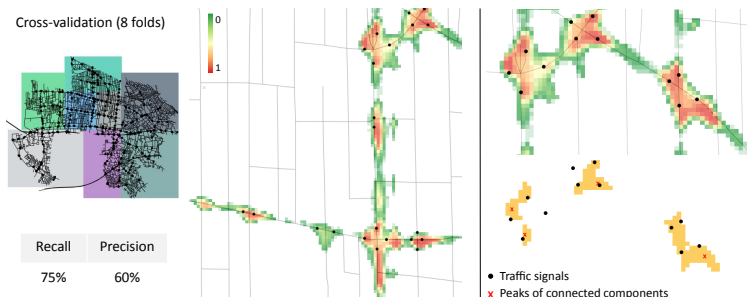 Cross-validation (8 folds)
0
1
Recall Precision
75% 60%
Traffic signals
x Peaks of connected components